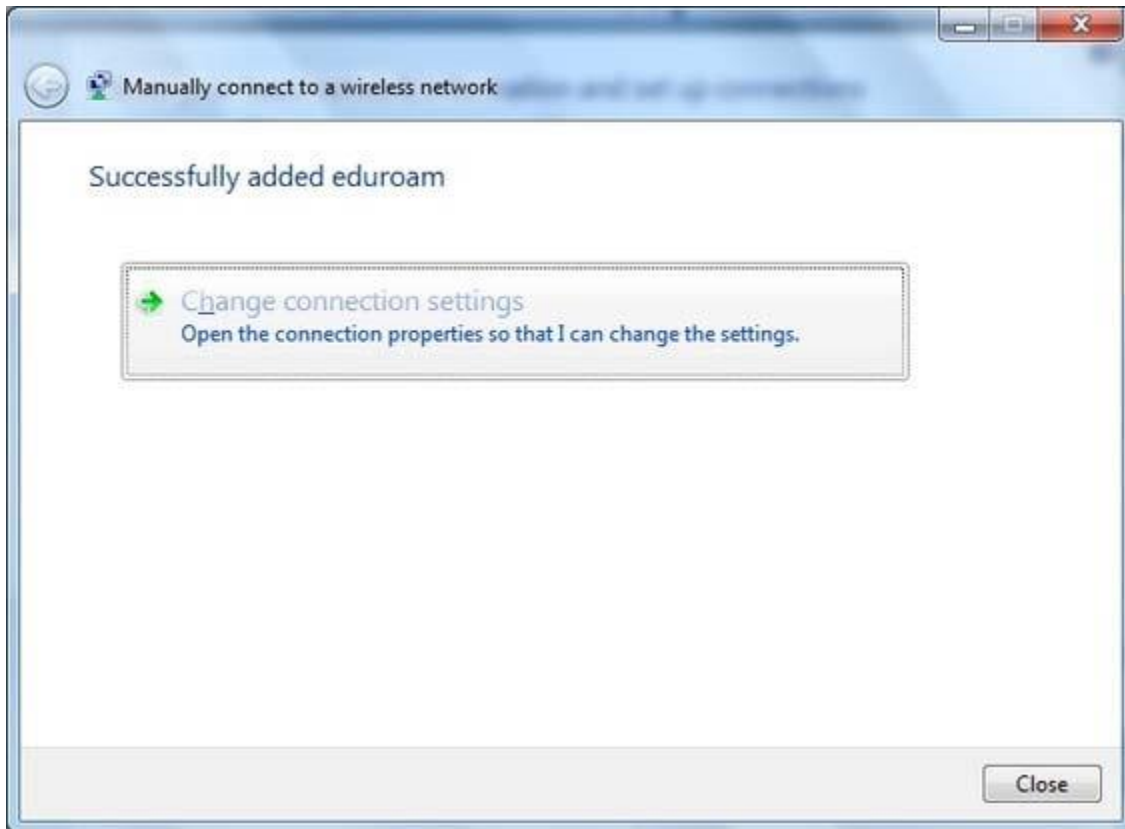 Manually connect to a wireless network
Successfully added eduroam
Change connection settings
Open the connection properties so that I can change the settings.
Close